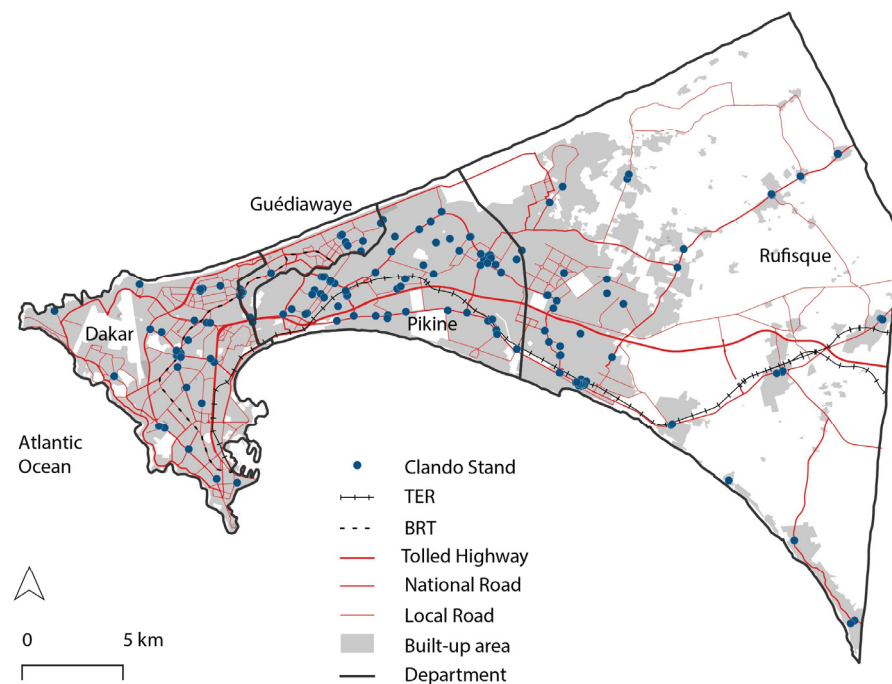 Guédiawaye
Rufisque
Dakar
Pikine
Atlantic
Ocean
Clando Stand
TER
BRT
Tolled Highway
National Road
Local Road
Built-up area
Department
0 5 km